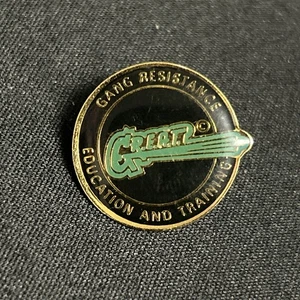 GANG RESISTANCE
G.R.E.A.T. ©
EDUCATION AND TRAINING